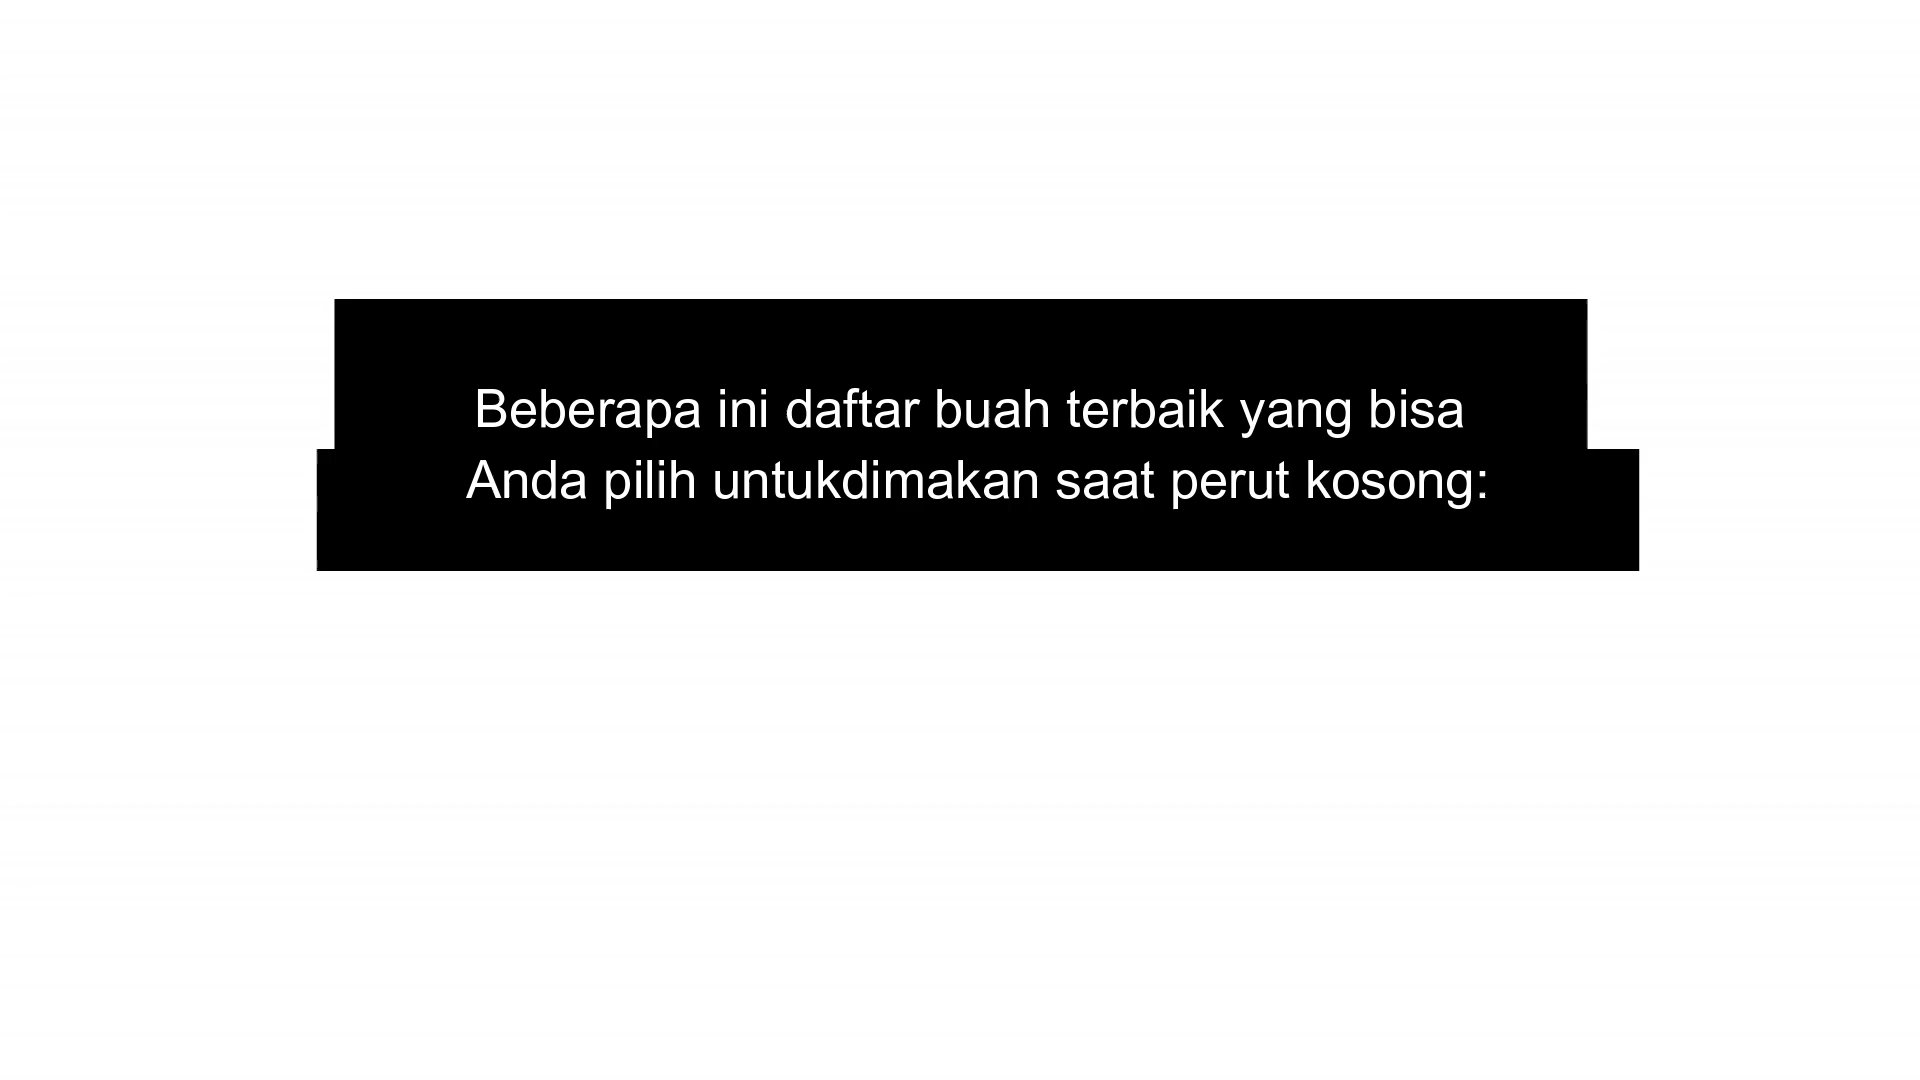 Beberapa ini daftar buah terbaik yang bisa
Anda pilih untukdimakan saat perut kosong: